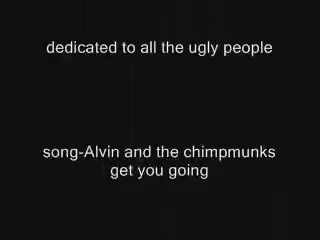 dedicated to all the ugly people
song-Alvin and the chimpmunks
get you going